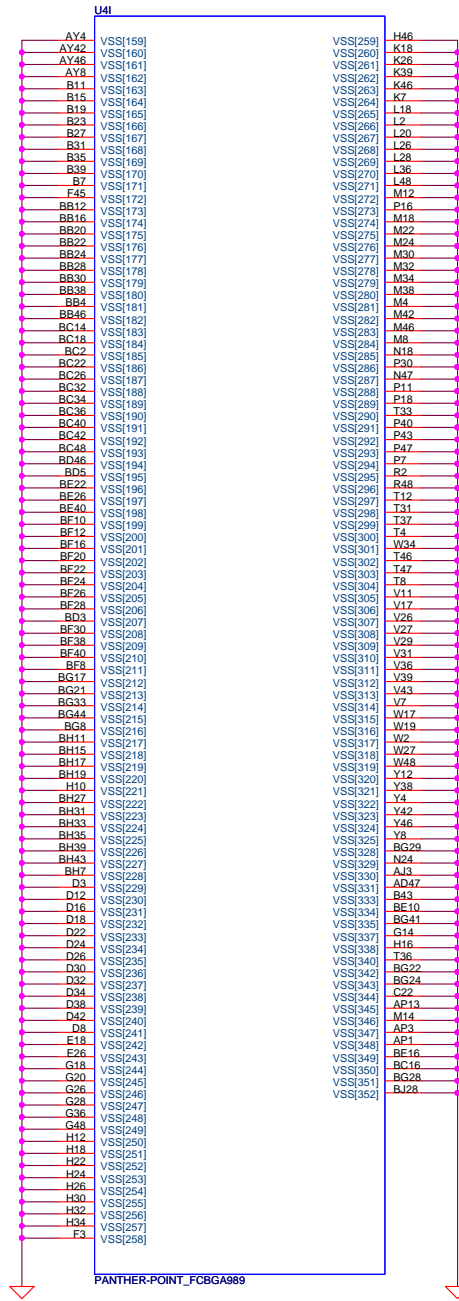 U4I
AY4 VSS[159]
AY42 VSS[160]
AY46 VSS[161]
AY8 VSS[162]
B11 VSS[163]
B15 VSS[164]
B19 VSS[165]
B23 VSS[166]
B27 VSS[167]
B31 VSS[168]
B35 VSS[169]
B39 VSS[170]
B7 VSS[171]
F45 VSS[172]
BB12 VSS[173]
BB16 VSS[174]
BB20 VSS[175]
BB22 VSS[176]
BB24 VSS[177]
BB28 VSS[178]
BB30 VSS[179]
BB38 VSS[180]
BB4 VSS[181]
BB46 VSS[182]
BC14 VSS[183]
BC18 VSS[184]
BC2 VSS[185]
BC22 VSS[186]
BC26 VSS[187]
BC32 VSS[188]
BC34 VSS[189]
BC36 VSS[190]
BC40 VSS[191]
BC42 VSS[192]
BC48 VSS[193]
BD46 VSS[194]
BD5 VSS[195]
BE22 VSS[196]
BE26 VSS[197]
BE40 VSS[198]
BF10 VSS[199]
BF12 VSS[200]
BF16 VSS[201]
BF20 VSS[202]
BF22 VSS[203]
BF24 VSS[204]
BF26 VSS[205]
BF28 VSS[206]
BD3 VSS[207]
BF30 VSS[208]
BF38 VSS[209]
BF40 VSS[210]
BF8 VSS[211]
BG17 VSS[212]
BG21 VSS[213]
BG33 VSS[214]
BG44 VSS[215]
BG8 VSS[216]
BH11 VSS[217]
BH15 VSS[218]
BH17 VSS[219]
BH19 VSS[220]
H10 VSS[221]
BH27 VSS[222]
BH31 VSS[223]
BH33 VSS[224]
BH35 VSS[225]
BH39 VSS[226]
BH43 VSS[227]
BH7 VSS[228]
D3 VSS[229]
D12 VSS[230]
D16 VSS[231]
D18 VSS[232]
D22 VSS[233]
D24 VSS[234]
D26 VSS[235]
D30 VSS[236]
D32 VSS[237]
D34 VSS[238]
D38 VSS[239]
D42 VSS[240]
D8 VSS[241]
E18 VSS[242]
E26 VSS[243]
G18 VSS[244]
G20 VSS[245]
G26 VSS[246]
G28 VSS[247]
G36 VSS[248]
G48 VSS[249]
H12 VSS[250]
H18 VSS[251]
H22 VSS[252]
H24 VSS[253]
H26 VSS[254]
H30 VSS[255]
H32 VSS[256]
H34 VSS[257]
F3 VSS[258]
VSS[259] H46
VSS[260] K18
VSS[261] K26
VSS[262] K39
VSS[263] K46
VSS[264] K7
VSS[265] L18
VSS[266] L2
VSS[267] L20
VSS[268] L26
VSS[269] L28
VSS[270] L36
VSS[271] L48
VSS[272] M12
VSS[273] P16
VSS[274] M18
VSS[275] M22
VSS[276] M24
VSS[277] M30
VSS[278] M32
VSS[279] M34
VSS[280] M38
VSS[281] M4
VSS[282] M42
VSS[283] M46
VSS[284] M8
VSS[285] N18
VSS[286] P30
VSS[287] N47
VSS[288] P11
VSS[289] P18
VSS[290] T33
VSS[291] P40
VSS[292] P43
VSS[293] P47
VSS[294] P7
VSS[295] R2
VSS[296] R48
VSS[297] T12
VSS[298] T31
VSS[299] T37
VSS[300] T4
VSS[301] W34
VSS[302] T46
VSS[303] T47
VSS[304] T8
VSS[305] V11
VSS[306] V17
VSS[307] V26
VSS[308] V27
VSS[309] V29
VSS[310] V31
VSS[311] V36
VSS[312] V39
VSS[313] V43
VSS[314] V7
VSS[315] W17
VSS[316] W19
VSS[317] W2
VSS[318] W27
VSS[319] W48
VSS[320] Y12
VSS[321] Y38
VSS[322] Y4
VSS[323] Y42
VSS[324] Y46
VSS[325] Y8
VSS[328] BG29
VSS[329] N24
VSS[330] AJ3
VSS[331] AD47
VSS[333] B43
VSS[334] BE10
VSS[335] BG41
VSS[337] G14
VSS[338] H16
VSS[340] T36
VSS[342] BG22
VSS[343] BG24
VSS[344] C22
VSS[345] AP13
VSS[346] M14
VSS[347] AP3
VSS[348] AP1
VSS[349] BE16
VSS[350] BC16
VSS[351] BG28
VSS[352] BJ28
PANTHER-POINT_FCBGA989